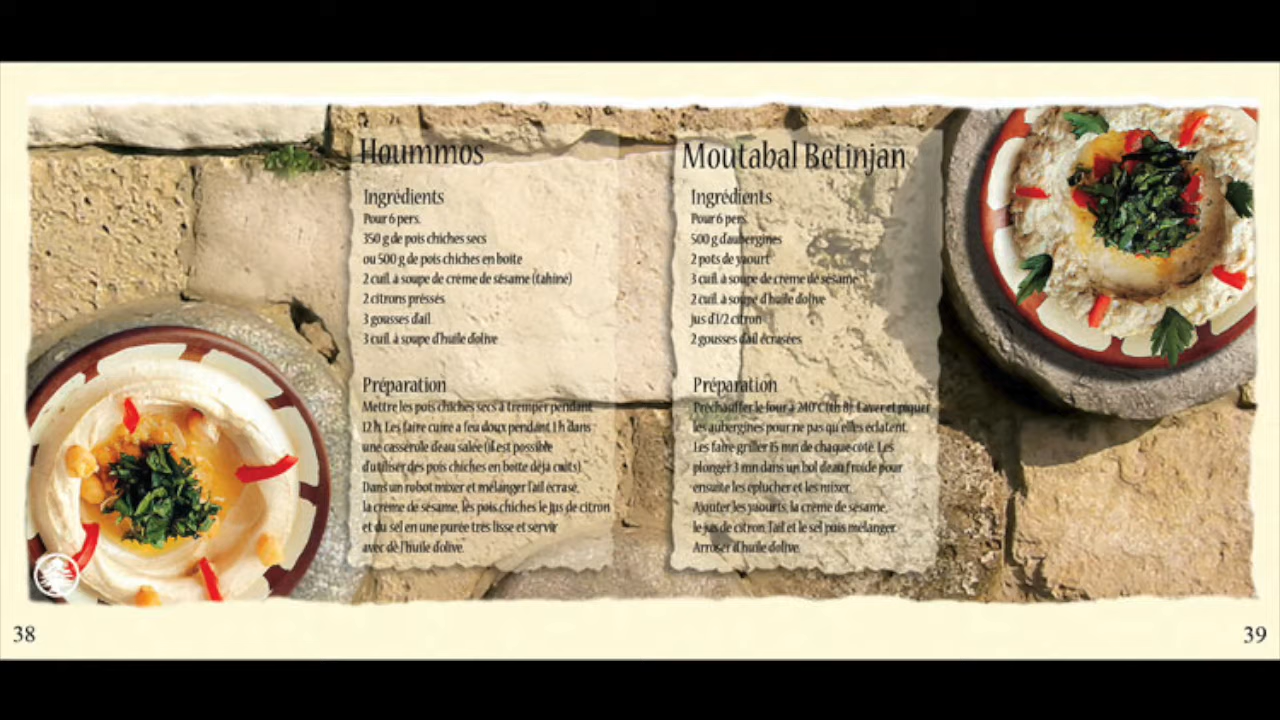 Hoummos
Ingrédients
Pour 6 pers.
350 g de pois chiches secs
ou 500 g de pois chiches en boîte
2 cuil. à soupe de crème de sésame (tahiné)
2 citrons préssés
3 gousses d'ail
3 cuil. à soupe d'huile d'olive
Préparation
Mettre les pois chiches secs à tremper pendant
12 h. Les faire cuire a feu doux pendant 1 h dans
une casserole d'eau salée (il est possible
d'utiliser des pois chiches en boîte déjà cuits)
Dans un robot mixer et mélanger l'ail écrasé,
la crème de sésame, les pois chiches le jus de citron
et du sel en une purée très lisse et servir
avec de l'huile d'olive.
Moutabal Betinjan
Ingrédients
Pour 6 pers.
500 g d'aubergines
2 pots de yaourt
3 cuil. à soupe de crème de sésame
2 cuil. à soupe d'huile d'olive
jus d'1/2 citron
2 gousses d'ail écrasées
Préparation
Préchauffer le four à 240°C (th 8). Laver et piquer
les aubergines pour ne pas qu'elles éclatent.
Les faire griller 15 mn de chaque côté. Les
plonger 3 mn dans un bol d'eau froide pour
ensuite les éplucher et les mixer.
Ajouter les yaourts, la crème de sésame,
le jus de citron, l'ail et le sel puis mélanger.
Arroser d'huile d'olive.
38
39